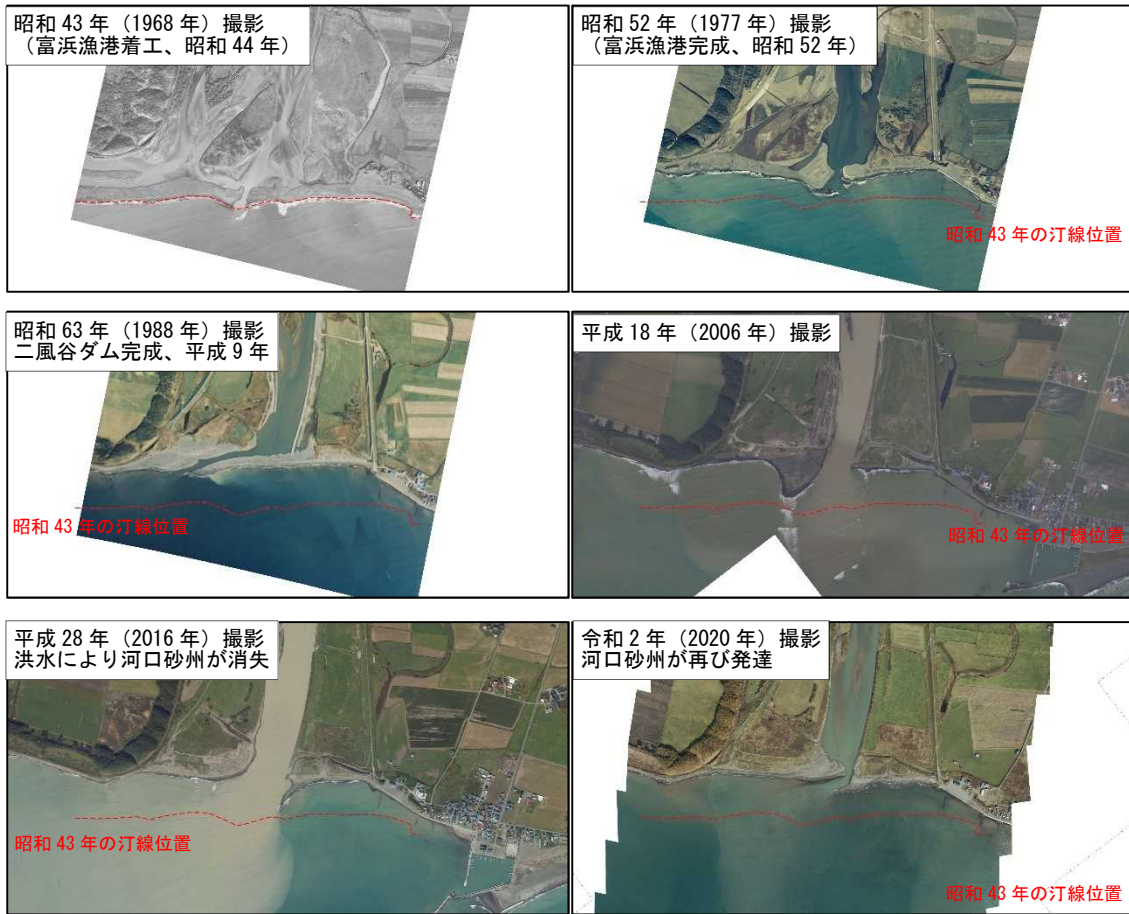 昭和 43 年（1968 年）撮影
（富浜漁港着工、昭和 44 年）
昭和 52 年（1977 年）撮影
（富浜漁港完成、昭和 52 年）
昭和 43 年の汀線位置
昭和 63 年（1988 年）撮影
二風谷ダム完成、平成 9 年
昭和 43 年の汀線位置
平成 18 年（2006 年）撮影
昭和 43 年の汀線位置
平成 28 年（2016 年）撮影
洪水により河口砂州が消失
昭和 43 年の汀線位置
令和 2 年（2020 年）撮影
河口砂州が再び発達
昭和 43 年の汀線位置